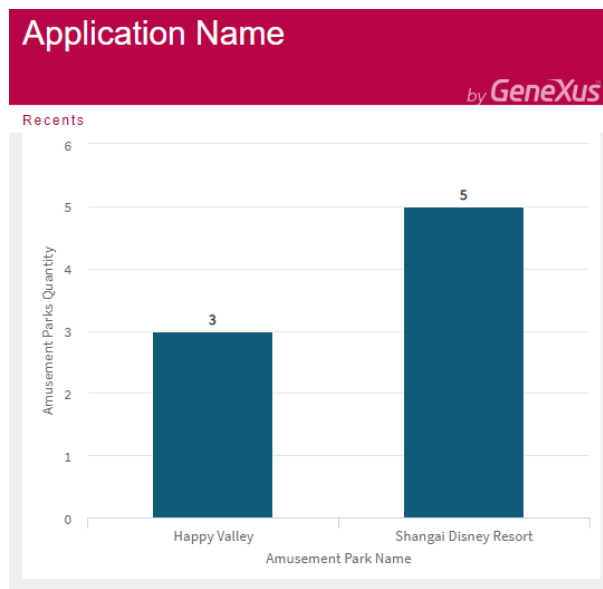 Application Name
by GeneXus
Recents
6
5
4
3
2
1
0
Amusement Parks Quantity
3
5
Happy Valley
Shangai Disney Resort
Amusement Park Name